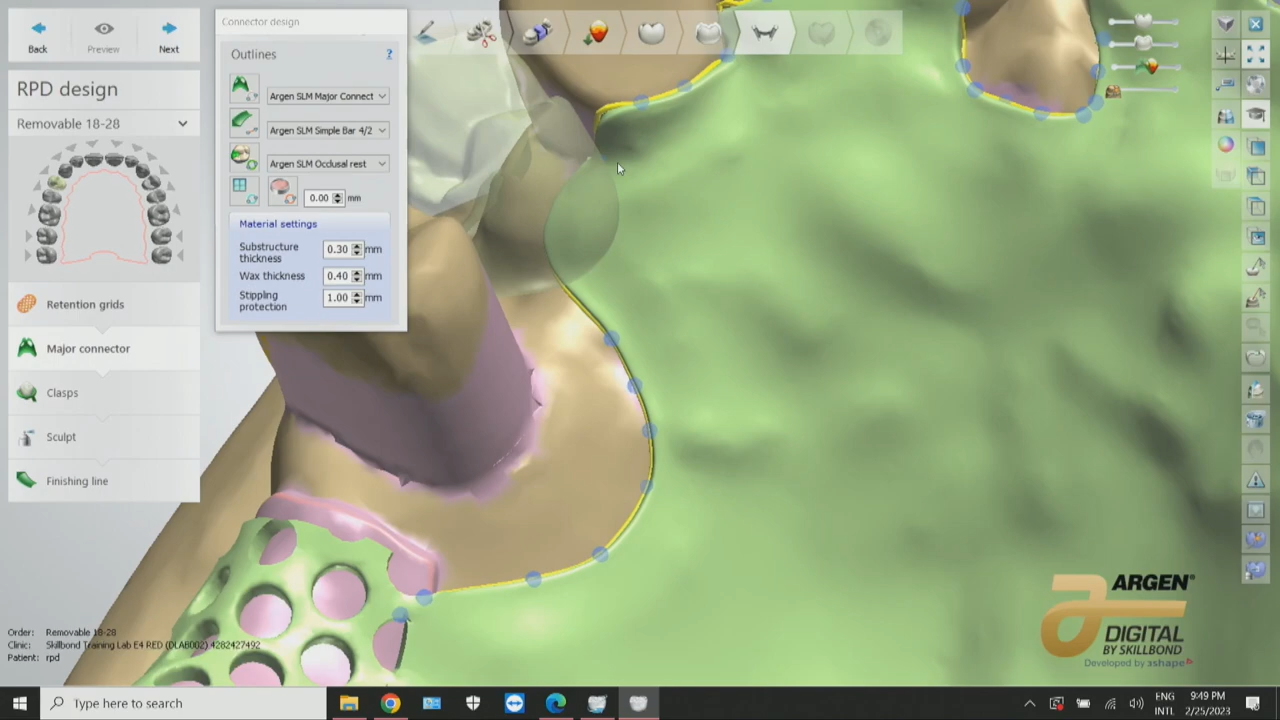 Back
Preview
Next
RPD design
Removable 18-28
Retention grids
Major connector
Clasps
Sculpt
Finishing line
Connector design
Outlines
?
Argen SLM Major Connect
Argen SLM Simple Bar 4/2
Argen SLM Occlusal rest
0.00 mm
Material settings
Substructure
thickness
0.30 mm
Wax thickness
0.40 mm
Stippling
protection
1.00 mm
Order: Removable 18-28
Clinic: Skillbond Training Lab E4 RED (DLAB002) 4282427492
Patient: rpd
ARGEN®
DIGITAL
BY SKILLBOND
Developed by 3shape
Type here to search
ENG
INTL
9:49 PM
2/25/2023